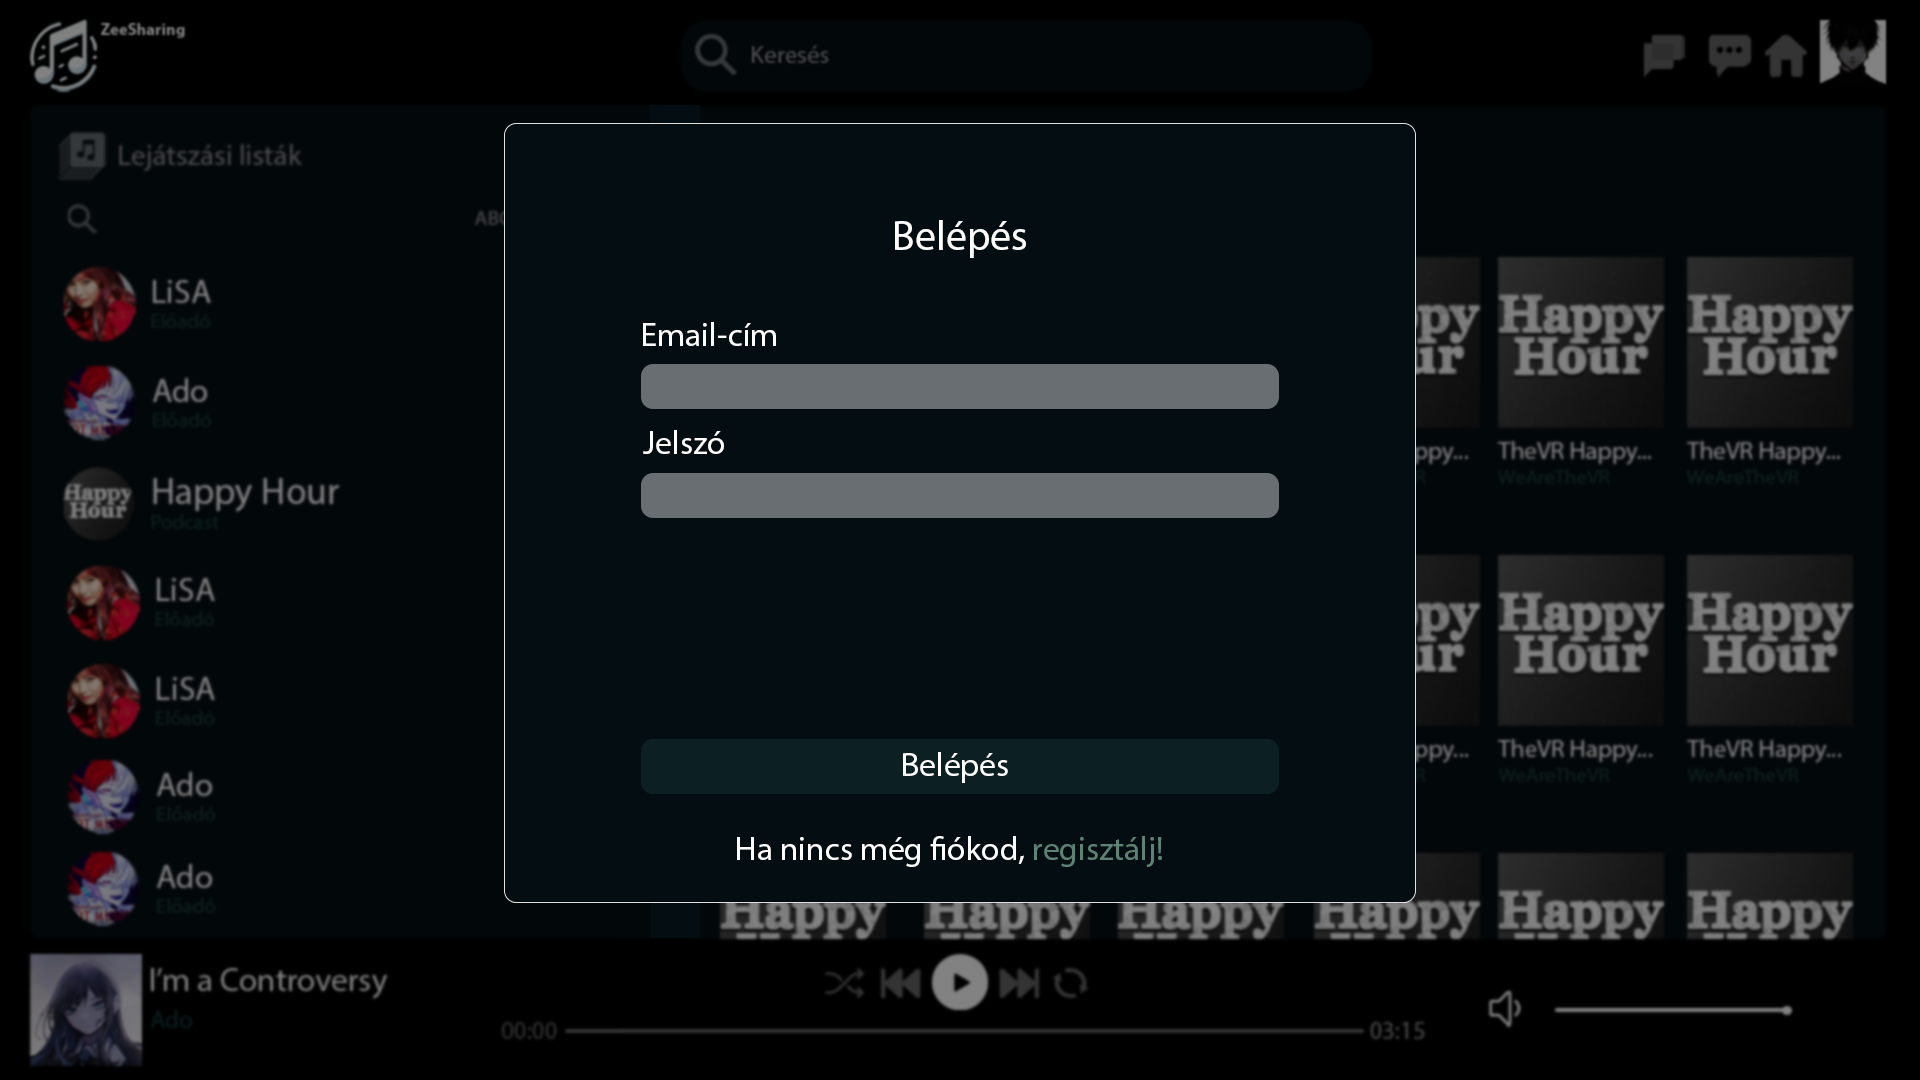 ZeeSharing
Keresés
Lejátszási listák
ABC
LiSA
Előadó
Ado
Előadó
Happy Hour
Happy Hour
Podcast
LiSA
Előadó
LiSA
Előadó
Ado
Előadó
Ado
Előadó
Belépés
Email-cím
Jelszó
Belépés
Ha nincs még fiókod, regisztálj!
Happy
Hour
Happy
Hour
TheVR Happy...
TheVR Happy...
WeAreTheVR
WeAreTheVR
Happy
Hour
Happy
Hour
TheVR Happy...
TheVR Happy...
WeAreTheVR
WeAreTheVR
Happy
Happy
Happy
Happy
Happy
Happy
I'm a Controversy
Ado
00:00
03:15